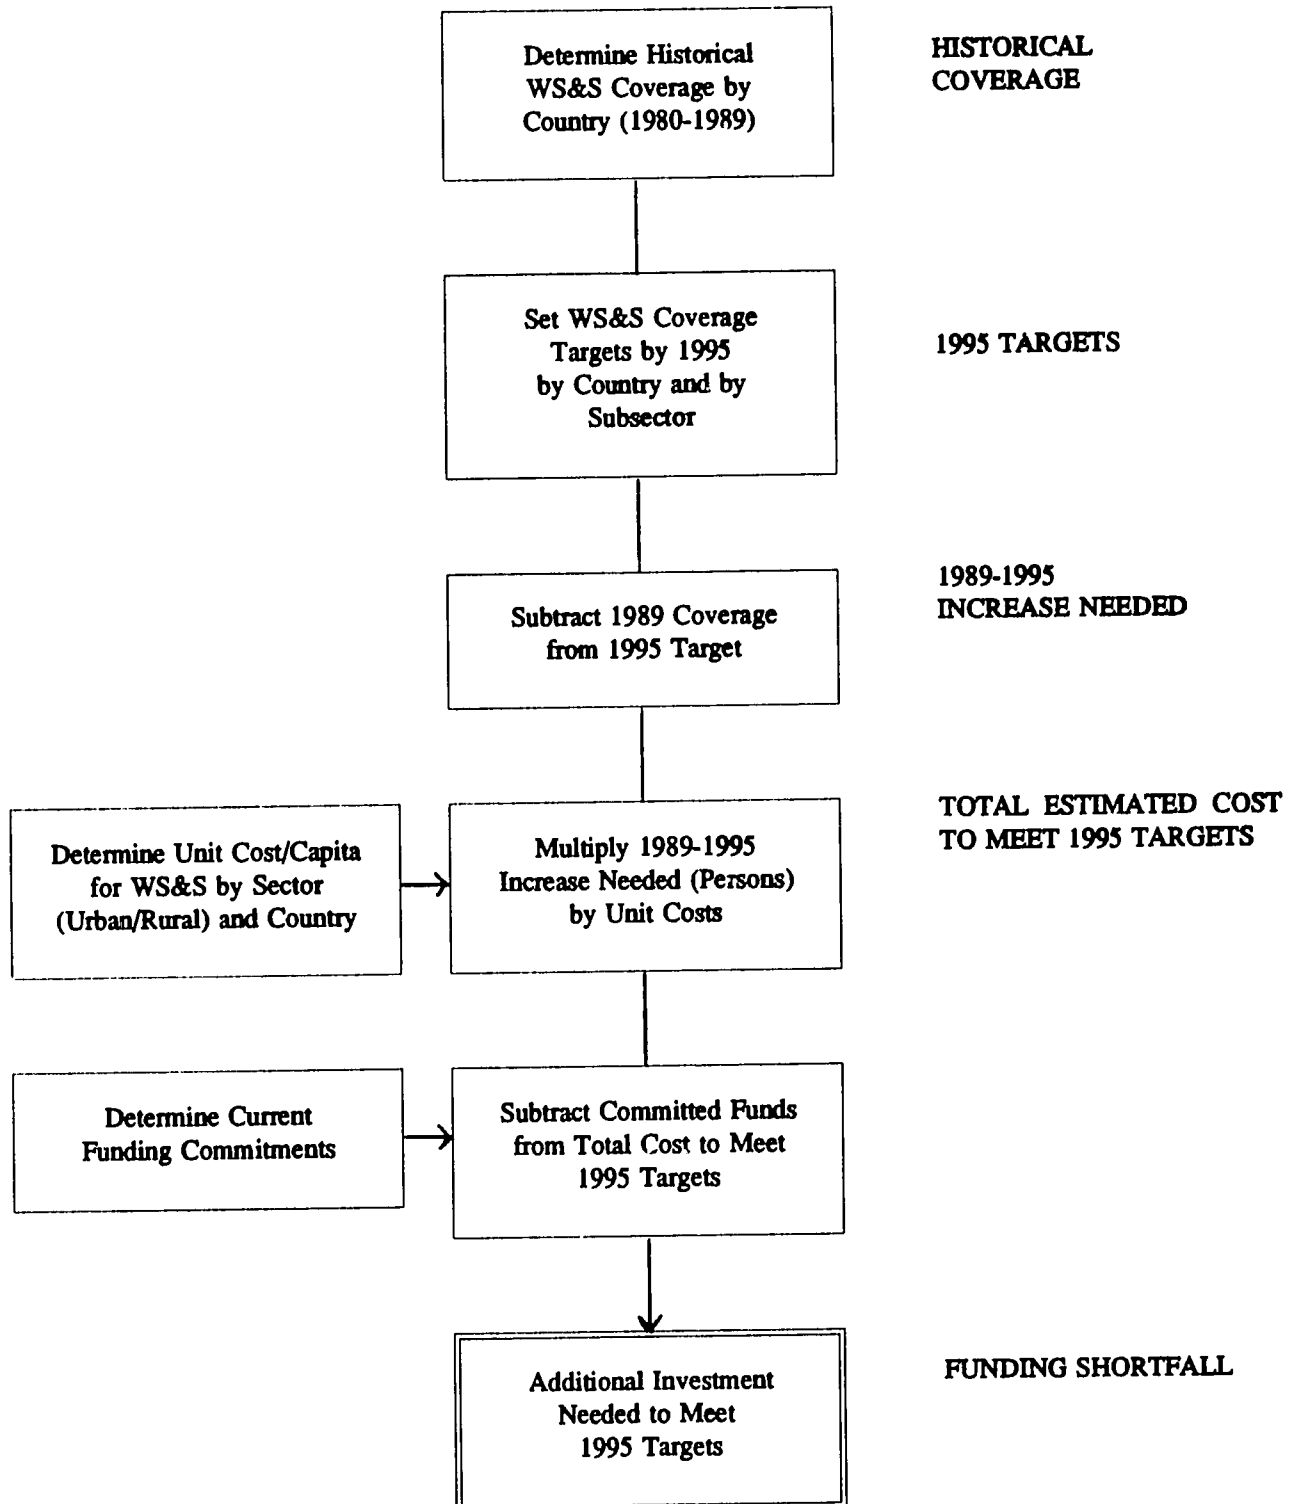 Determine Historical
WS&S Coverage by
Country (1980-1989)
HISTORICAL
COVERAGE
Set WS&S Coverage
Targets by 1995
by Country and by
Subsector
1995 TARGETS
Subtract 1989 Coverage
from 1995 Target
1989-1995
INCREASE NEEDED
Determine Unit Cost/Capita
for WS&S by Sector
(Urban/Rural) and Country
Multiply 1989-1995
Increase Needed (Persons)
by Unit Costs
TOTAL ESTIMATED COST
TO MEET 1995 TARGETS
Determine Current
Funding Commitments
Subtract Committed Funds
from Total Cost to Meet
1995 Targets
Additional Investment
Needed to Meet
1995 Targets
FUNDING SHORTFALL